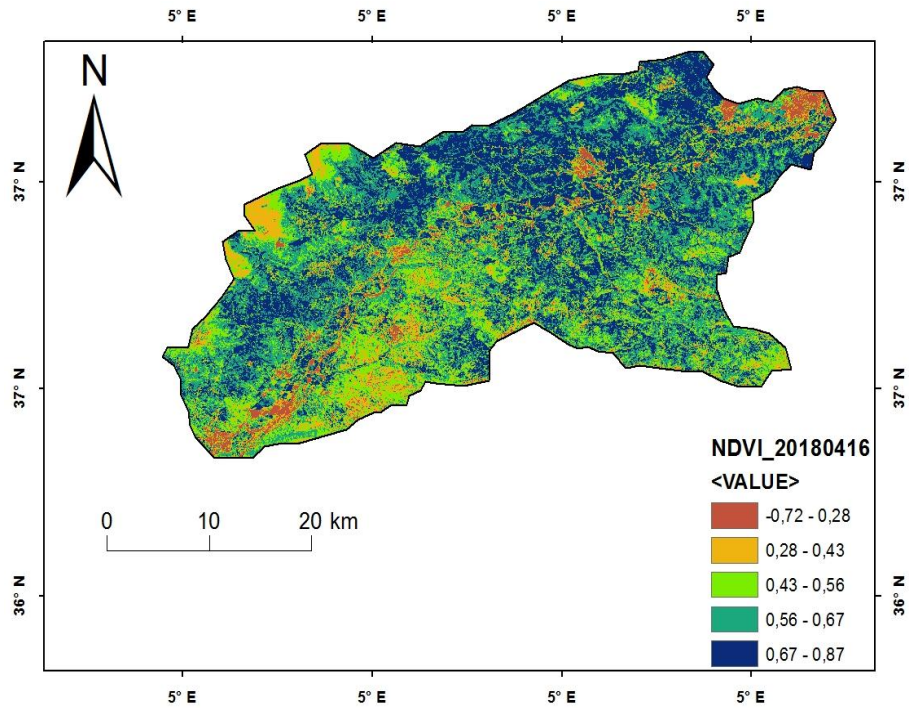 5° E 5° E 5° E 5° E
N
37° N 37° N
37° N 37° N
NDVI_20180416
<VALUE>
-0,72 - 0,28
0 10 20 km
0,28 - 0,43
0,43 - 0,56
36° N 36° N
0,56 - 0,67
0,67 - 0,87
5° E 5° E 5° E 5° E